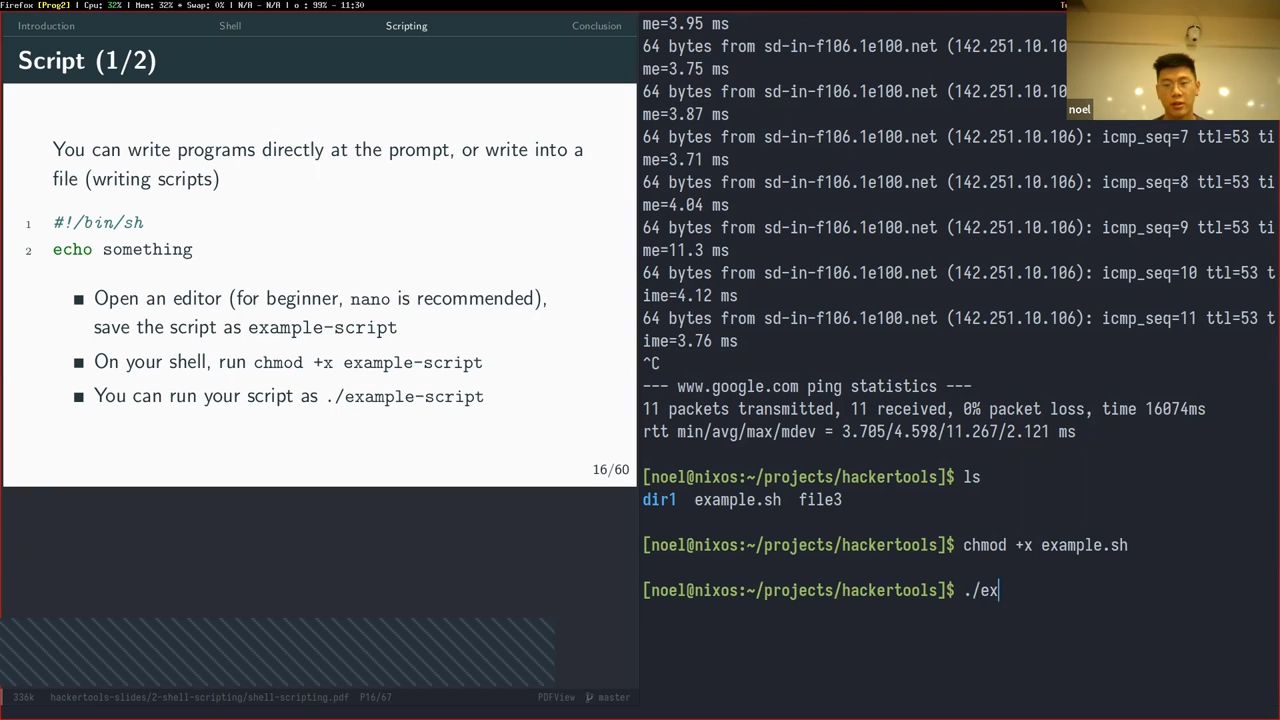 Firefox [Prog2] | Cpu: 32% | Mem: 32% * Swap: 0% | N/A - N/A | o : 99% - 11:30
Introduction Shell Scripting Conclusion
Script (1/2)
You can write programs directly at the prompt, or write into a
file (writing scripts)
1 #!/bin/sh
2 echo something
■ Open an editor (for beginner, nano is recommended),
save the script as example-script
■ On your shell, run chmod +x example-script
■ You can run your script as ./example-script
16/60
336k hackertools-slides/2-shell-scripting/shell-scripting.pdf P16/67 PDFView master
me=3.95 ms
64 bytes from sd-in-f106.1e100.net (142.251.10.10
me=3.75 ms
64 bytes from sd-in-f106.1e100.net (142.251.10.10
me=3.87 ms
64 bytes from sd-in-f106.1e100.net (142.251.10.106): icmp_seq=7 ttl=53 ti
me=3.71 ms
64 bytes from sd-in-f106.1e100.net (142.251.10.106): icmp_seq=8 ttl=53 ti
me=4.04 ms
64 bytes from sd-in-f106.1e100.net (142.251.10.106): icmp_seq=9 ttl=53 ti
me=11.3 ms
64 bytes from sd-in-f106.1e100.net (142.251.10.106): icmp_seq=10 ttl=53 t
ime=4.12 ms
64 bytes from sd-in-f106.1e100.net (142.251.10.106): icmp_seq=11 ttl=53 t
ime=3.76 ms
^C
--- www.google.com ping statistics ---
11 packets transmitted, 11 received, 0% packet loss, time 16074ms
rtt min/avg/max/mdev = 3.705/4.598/11.267/2.121 ms
[noel@nixos:~/projects/hackertools]$ ls
dir1 example.sh file3
[noel@nixos:~/projects/hackertools]$ chmod +x example.sh
[noel@nixos:~/projects/hackertools]$ ./ex
noel